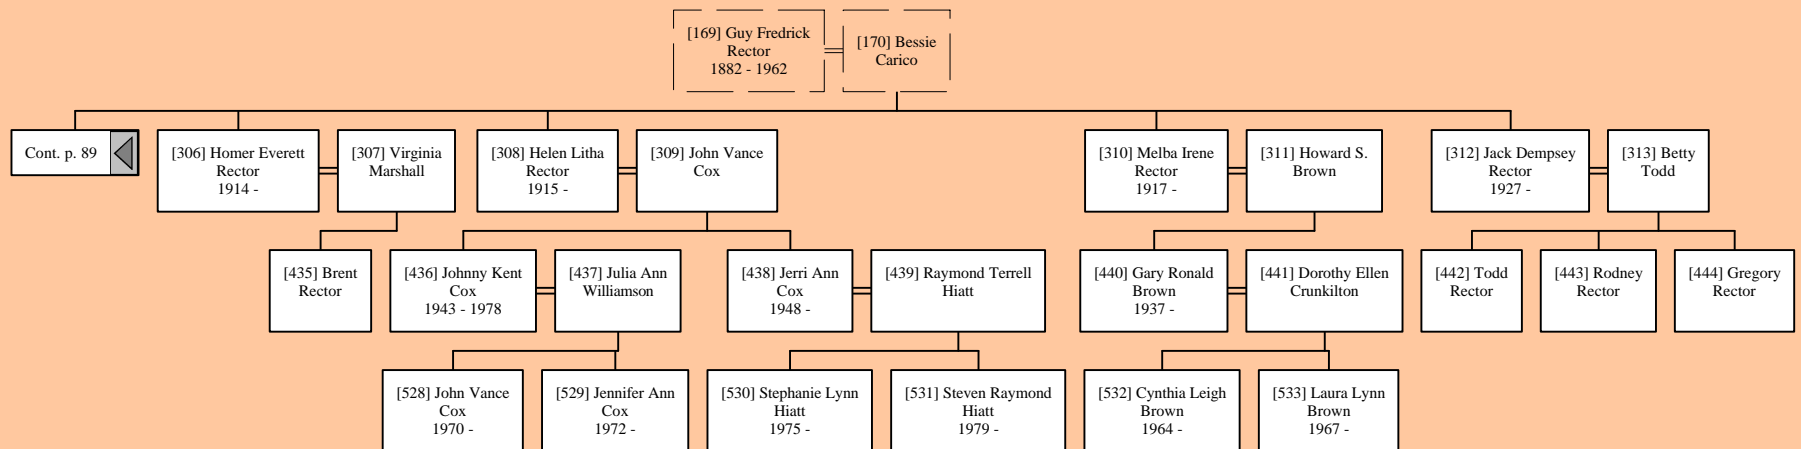 [169] Guy Fredrick
Rector
1882 - 1962
[170] Bessie
Carico
Cont. p. 89
[306] Homer Everett
Rector
1914 -
[307] Virginia
Marshall
[308] Helen Litha
Rector
1915 -
[309] John Vance
Cox
[310] Melba Irene
Rector
1917 -
[311] Howard S.
Brown
[312] Jack Dempsey
Rector
1927 -
[313] Betty
Todd
[435] Brent
Rector
[436] Johnny Kent
Cox
1943 - 1978
[437] Julia Ann
Williamson
[438] Jerri Ann
Cox
1948 -
[439] Raymond Terrell
Hiatt
[440] Gary Ronald
Brown
1937 -
[441] Dorothy Ellen
Crunkilton
[442] Todd
Rector
[443] Rodney
Rector
[444] Gregory
Rector
[528] John Vance
Cox
1970 -
[529] Jennifer Ann
Cox
1972 -
[530] Stephanie Lynn
Hiatt
1975 -
[531] Steven Raymond
Hiatt
1979 -
[532] Cynthia Leigh
Brown
1964 -
[533] Laura Lynn
Brown
1967 -